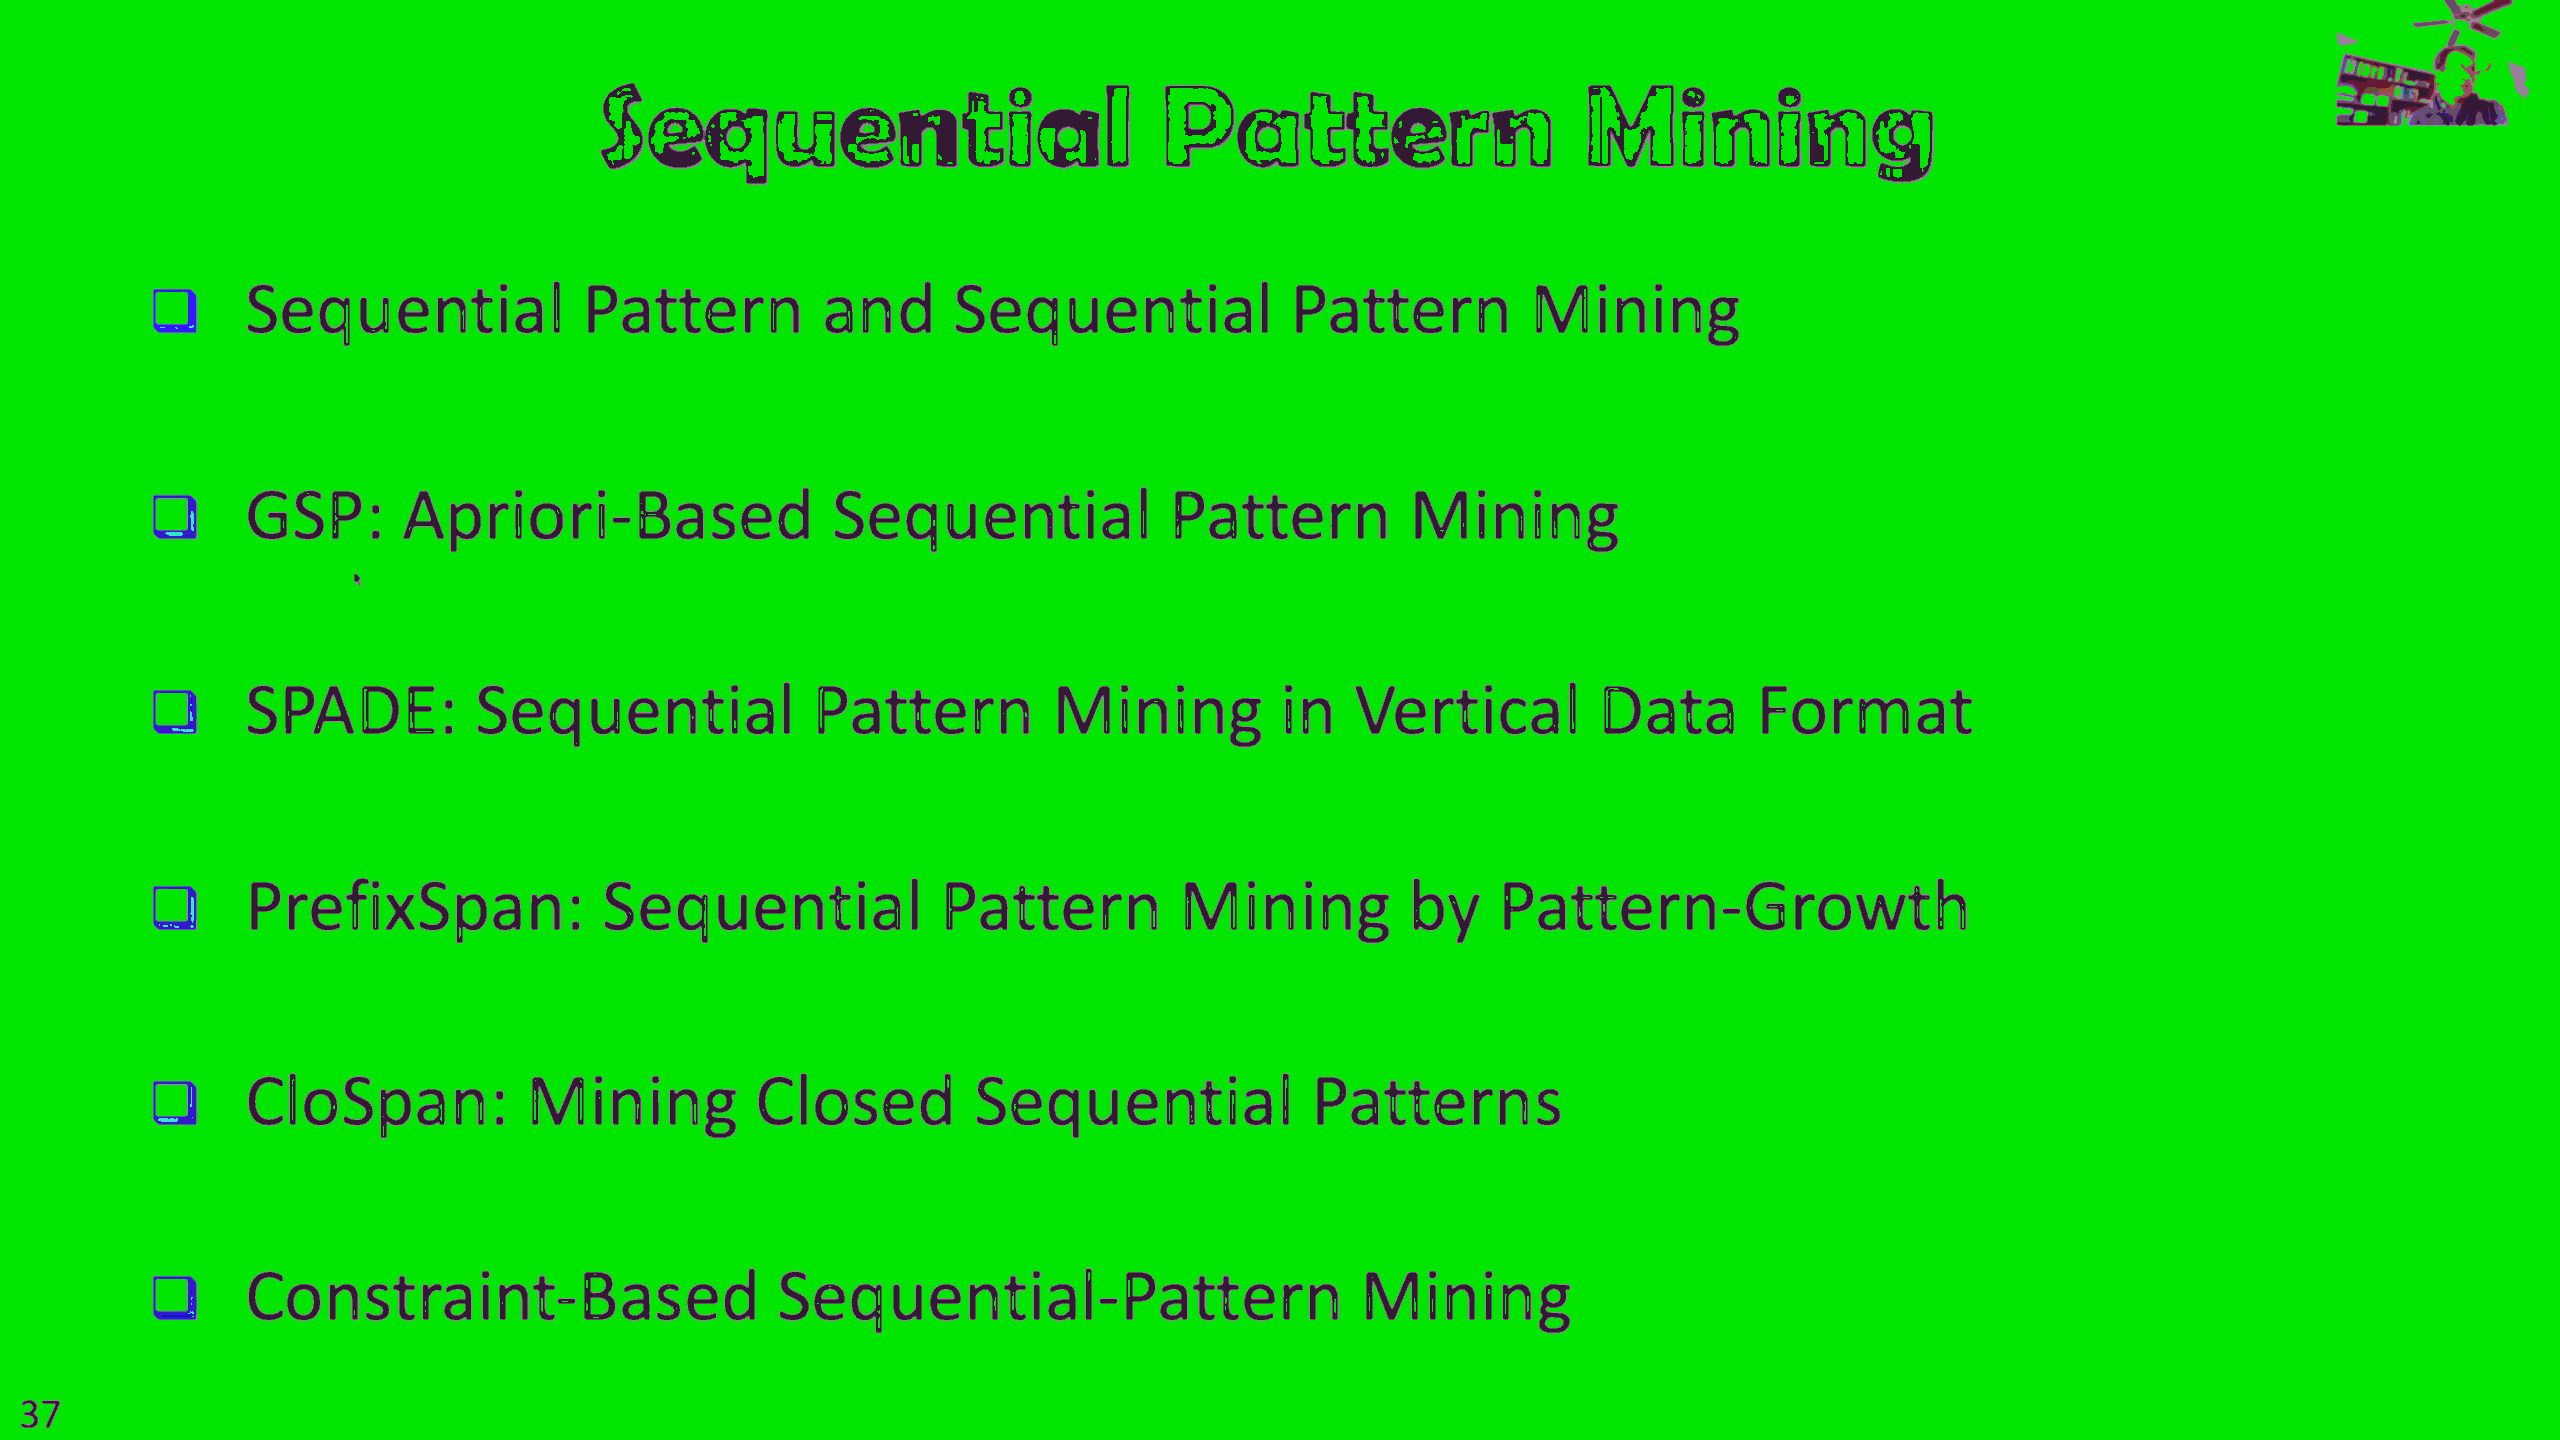 Sequential Pattern Mining
Sequential Pattern and Sequential Pattern Mining
GSP: Apriori-Based Sequential Pattern Mining
SPADE: Sequential Pattern Mining in Vertical Data Format
PrefixSpan: Sequential Pattern Mining by Pattern-Growth
CloSpan: Mining Closed Sequential Patterns
Constraint-Based Sequential-Pattern Mining
37